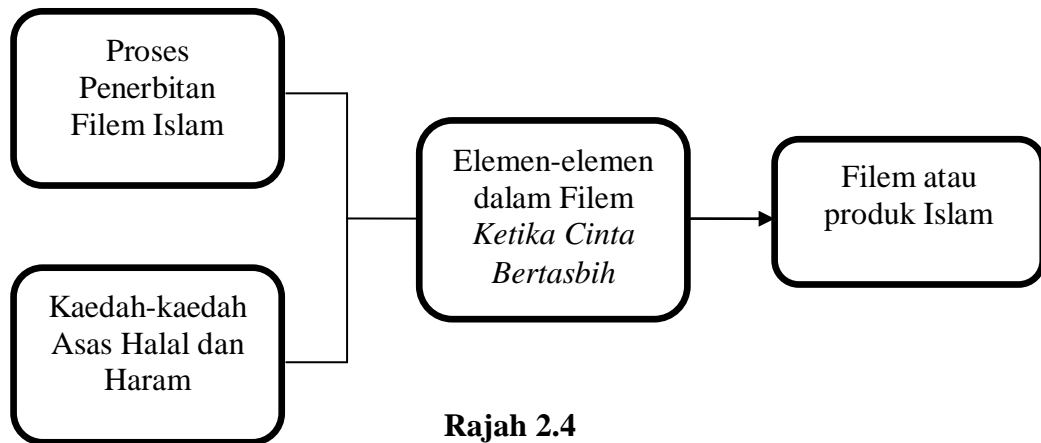 Proses
Penerbitan
Filem Islam
Kaedah-kaedah
Asas Halal dan
Haram
Elemen-elemen
dalam Filem
Ketika Cinta
Bertasbih
Filem atau
produk Islam
Rajah 2.4